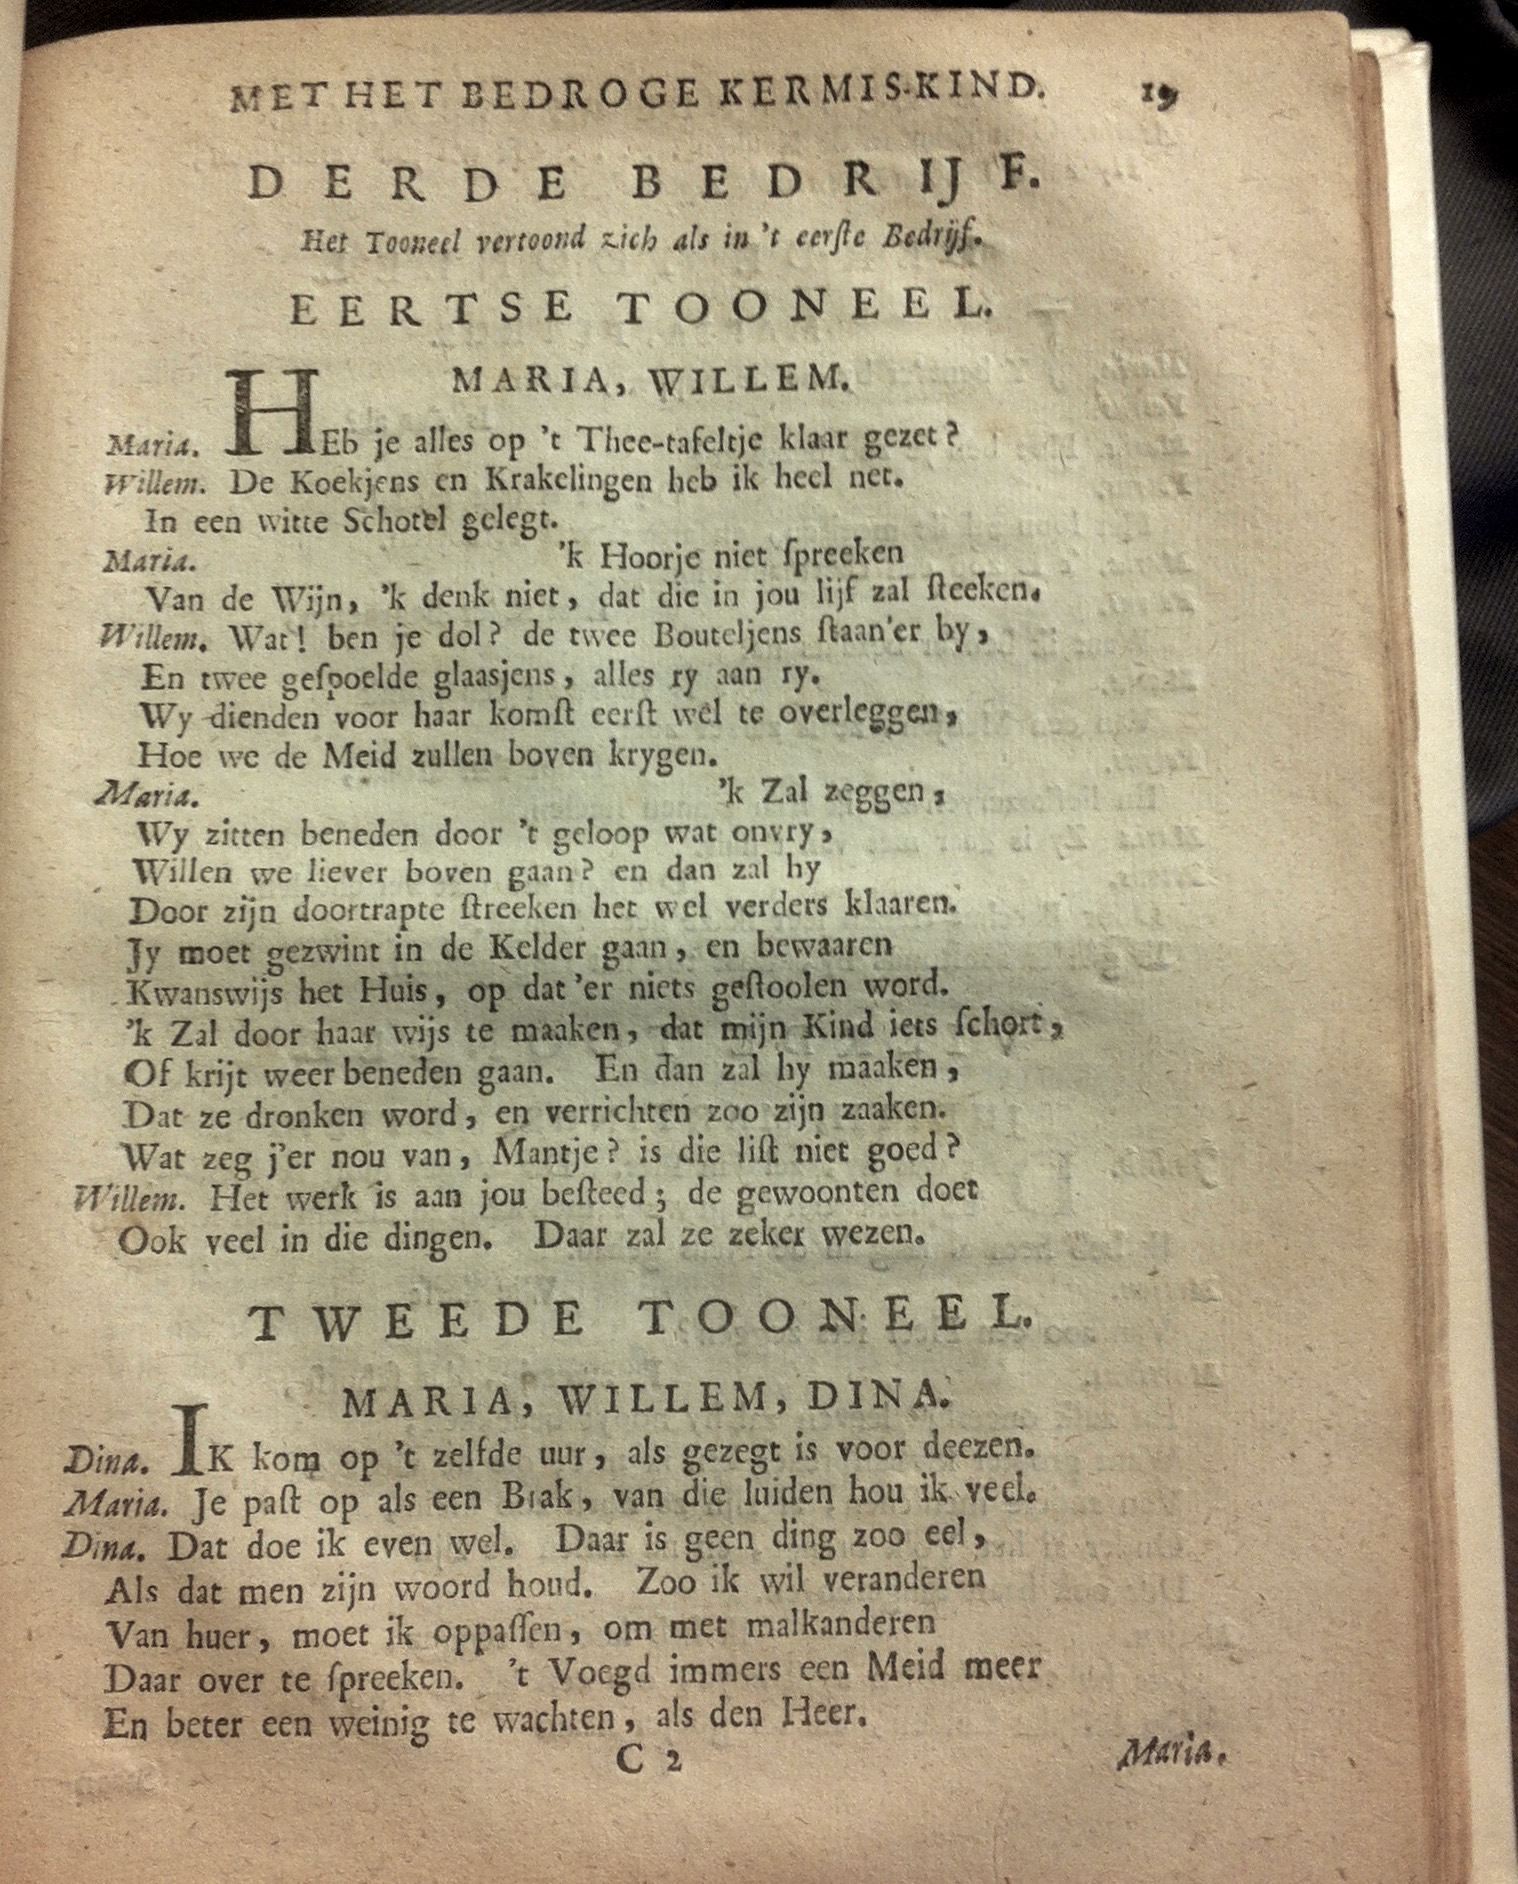 MET HET BEDROGE KERMIS-KIND. 19
DERDE BEDRIJF.
Het Tooneel vertoond zich als in 't eerſte Bedrijf.
EERTSE TOONEEL.
MARIA, WILLEM.
Maria. HEb je alles op 't Thee-tafeltje klaar gezet?
Willem. De Koekjens en Krakelingen heb ik heel net.
In een witte Schotel gelegt.
Maria. 'k Hoorje niet ſpreeken
Van de Wijn, 'k denk niet, dat die in jou lijf zal ſteeken.
Willem. Wat! ben je dol? de twee Bouteljens ſtaan'er by,
En twee geſpoelde glaasjens, alles ry aan ry.
Wy dienden voor haar komſt eerſt wel te overleggen,
Hoe we de Meid zullen boven krygen.
Maria. 'k Zal zeggen,
Wy zitten beneden door 't geloop wat onvry,
Willen we liever boven gaan? en dan zal hy
Door zijn doortrapte ſtreeken het wel verders klaaren.
Jy moet gezwint in de Kelder gaan, en bewaaren
Kwanswijs het Huis, op dat 'er niets geſtoolen word.
'k Zal door haar wijs te maaken, dat mijn Kind iets ſchort,
Of krijt weer beneden gaan. En dan zal hy maaken,
Dat ze dronken word, en verrichten zoo zijn zaaken.
Wat zeg j'er nou van, Mantje? is die liſt niet goed?
Willem. Het werk is aan jou beſteed; de gewoonten doet
Ook veel in die dingen. Daar zal ze zeker wezen.
TWEEDE TOONEEL.
MARIA, WILLEM, DINA.
Dina. IK kom op 't zelfde uur, als gezegt is voor deezen.
Maria. Je paſt op als een Brak, van die luiden hou ik veel.
Dina. Dat doe ik even wel. Daar is geen ding zoo eel,
Als dat men zijn woord houd. Zoo ik wil veranderen
Van huer, moet ik oppaſſen, om met malkanderen
Daar over te ſpreeken. 't Voegd immers een Meid meer
En beter een weinig te wachten, als den Heer.
C 2 Maria.